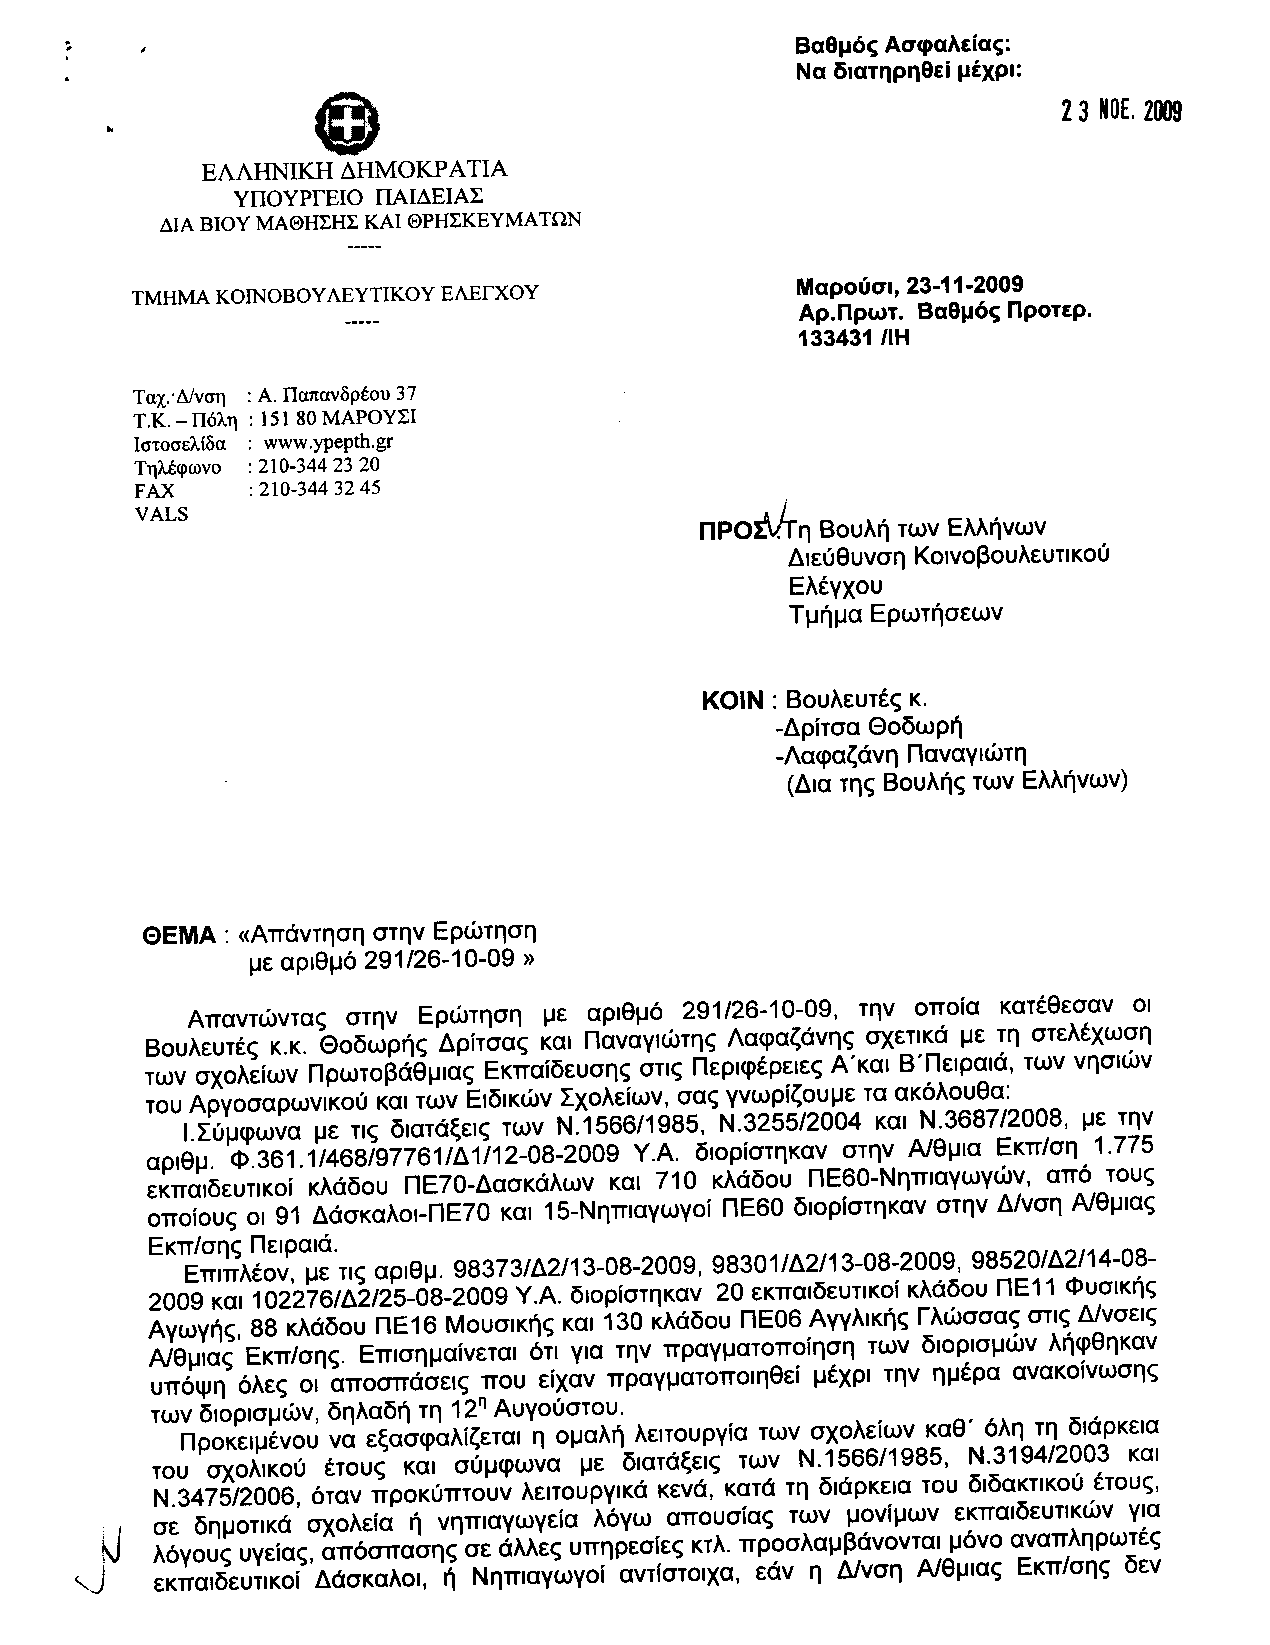 Βαθμός Ασφαλείας:
Να διατηρηθεί μέχρι:
23 ΝΟΕ. 2009
ΕΛΛΗΝΙΚΗ ΔΗΜΟΚΡΑΤΙΑ
ΥΠΟΥΡΓΕΙΟ ΠΑΙΔΕΙΑΣ
ΔΙΑ ΒΙΟΥ ΜΑΘΗΣΗΣ ΚΑΙ ΘΡΗΣΚΕΥΜΑΤΩΝ
-----
ΤΜΗΜΑ ΚΟΙΝΟΒΟΥΛΕΥΤΙΚΟΥ ΕΛΕΓΧΟΥ
-----
Μαρούσι, 23-11-2009
Αρ.Πρωτ. Βαθμός Προτερ.
133431 /ΙΗ
Ταχ. Δ/νση : Α. Παπανδρέου 37
Τ.Κ. – Πόλη : 151 80 ΜΑΡΟΥΣΙ
Ιστοσελίδα : www.ypepth.gr
Τηλέφωνο : 210-344 23 20
FAX : 210-344 32 45
VALS
ΠΡΟΣ: Τη Βουλή των Ελλήνων
Διεύθυνση Κοινοβουλευτικού
Ελέγχου
Τμήμα Ερωτήσεων
ΚΟΙΝ : Βουλευτές κ.
-Δρίτσα Θοδωρή
-Λαφαζάνη Παναγιώτη
(Δια της Βουλής των Ελλήνων)
ΘΕΜΑ : «Απάντηση στην Ερώτηση
με αριθμό 291/26-10-09 »
Απαντώντας στην Ερώτηση με αριθμό 291/26-10-09, την οποία κατέθεσαν οι
Βουλευτές κ.κ. Θοδωρής Δρίτσας και Παναγιώτης Λαφαζάνης σχετικά με τη στελέχωση
των σχολείων Πρωτοβάθμιας Εκπαίδευσης στις Περιφέρειες Α΄και Β΄Πειραιά, των νησιών
του Αργοσαρωνικού και των Ειδικών Σχολείων, σας γνωρίζουμε τα ακόλουθα:
Ι.Σύμφωνα με τις διατάξεις των Ν.1566/1985, Ν.3255/2004 και Ν.3687/2008, με την
αριθμ. Φ.361.1/468/97761/Δ1/12-08-2009 Υ.Α. διορίστηκαν στην Α/θμια Εκπ/ση 1.775
εκπαιδευτικοί κλάδου ΠΕ70-Δασκάλων και 710 κλάδου ΠΕ60-Νηπιαγωγών, από τους
οποίους οι 91 Δάσκαλοι-ΠΕ70 και 15-Νηπιαγωγοί ΠΕ60 διορίστηκαν στην Δ/νση Α/θμιας
Εκπ/σης Πειραιά.
Επιπλέον, με τις αριθμ. 98373/Δ2/13-08-2009, 98301/Δ2/13-08-2009, 98520/Δ2/14-08-
2009 και 102276/Δ2/25-08-2009 Υ.Α. διορίστηκαν 20 εκπαιδευτικοί κλάδου ΠΕ11 Φυσικής
Αγωγής, 88 κλάδου ΠΕ16 Μουσικής και 130 κλάδου ΠΕ06 Αγγλικής Γλώσσας στις Δ/νσεις
Α/θμιας Εκπ/σης. Επισημαίνεται ότι για την πραγματοποίηση των διορισμών λήφθηκαν
υπόψη όλες οι αποσπάσεις που είχαν πραγματοποιηθεί μέχρι την ημέρα ανακοίνωσης
των διορισμών, δηλαδή τη 12η Αυγούστου.
Προκειμένου να εξασφαλίζεται η ομαλή λειτουργία των σχολείων καθ΄ όλη τη διάρκεια
του σχολικού έτους και σύμφωνα με διατάξεις των Ν.1566/1985, Ν.3194/2003 και
Ν.3475/2006, όταν προκύπτουν λειτουργικά κενά, κατά τη διάρκεια του διδακτικού έτους,
σε δημοτικά σχολεία ή νηπιαγωγεία λόγω απουσίας των μονίμων εκπαιδευτικών για
λόγους υγείας, απόσπασης σε άλλες υπηρεσίες κτλ. προσλαμβάνονται μόνο αναπληρωτές
εκπαιδευτικοί Δάσκαλοι, ή Νηπιαγωγοί αντίστοιχα, εάν η Δ/νση Α/θμιας Εκπ/σης δεν